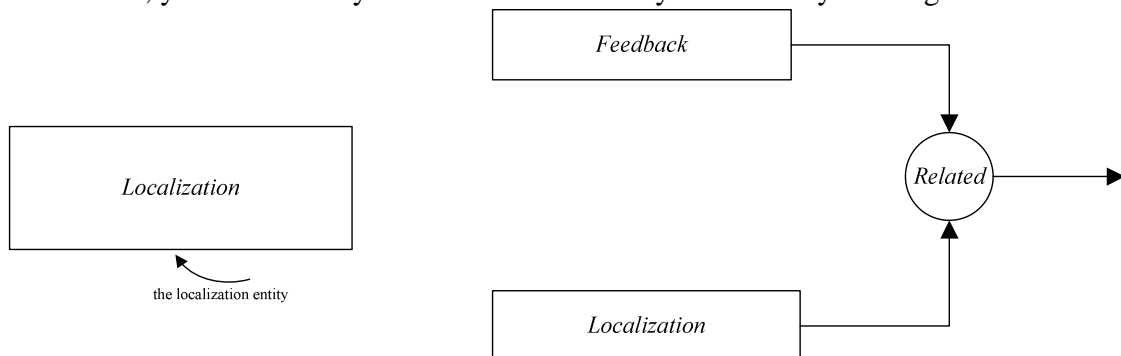 Feedback
Localization
Related
the localization entity
Localization